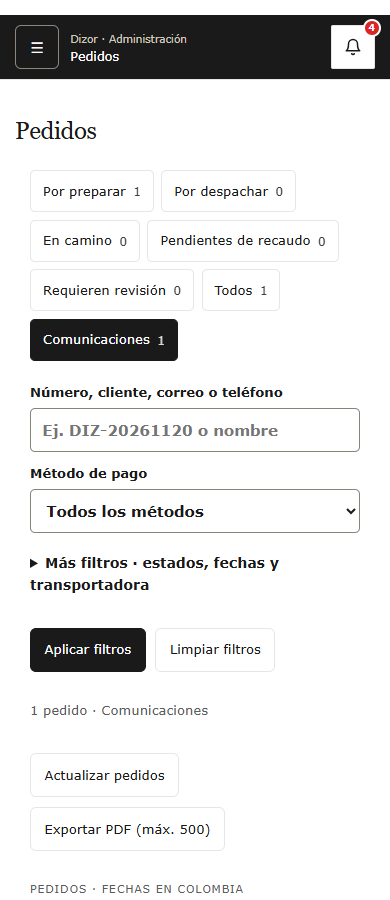 ☰
Dizor · Administración
Pedidos
4
Pedidos
Por preparar 1
Por despachar 0
En camino 0
Pendientes de recaudo 0
Requieren revisión 0
Todos 1
Comunicaciones 1
Número, cliente, correo o teléfono
Ej. DIZ-20261120 o nombre
Método de pago
Todos los métodos
▶ Más filtros · estados, fechas y
transportadora
Aplicar filtros
Limpiar filtros
1 pedido · Comunicaciones
Actualizar pedidos
Exportar PDF (máx. 500)
PEDIDOS · FECHAS EN COLOMBIA